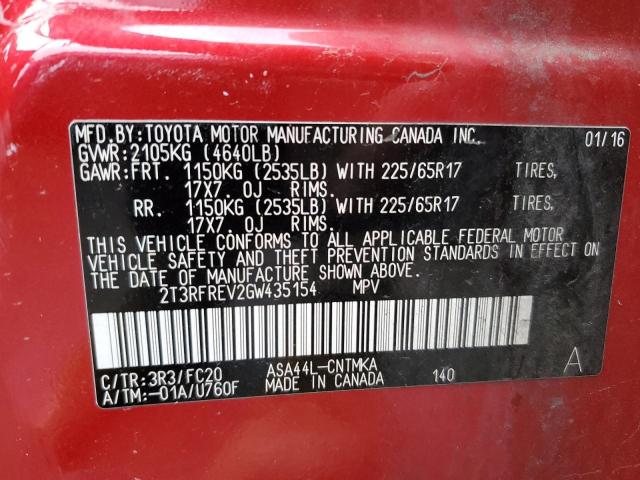 MFD.BY:TOYOTA MOTOR MANUFACTURING CANADA INC. 01/16
GVWR:2105KG (4640LB)
GAWR:FRT. 1150KG (2535LB) WITH 225/65R17 TIRES,
17X7.0J RIMS.
RR. 1150KG (2535LB) WITH 225/65R17 TIRES,
17X7.0J RIMS.
THIS VEHICLE CONFORMS TO ALL APPLICABLE FEDERAL MOTOR
VEHICLE SAFETY AND THEFT PREVENTION STANDARDS IN EFFECT ON
THE DATE OF MANUFACTURE SHOWN ABOVE.
2T3RFREV2GW435154 MPV
C/TR:3R3/FC20 ASA44L-CNTMKA A
A/TM:-01A/U760F MADE IN CANADA 140